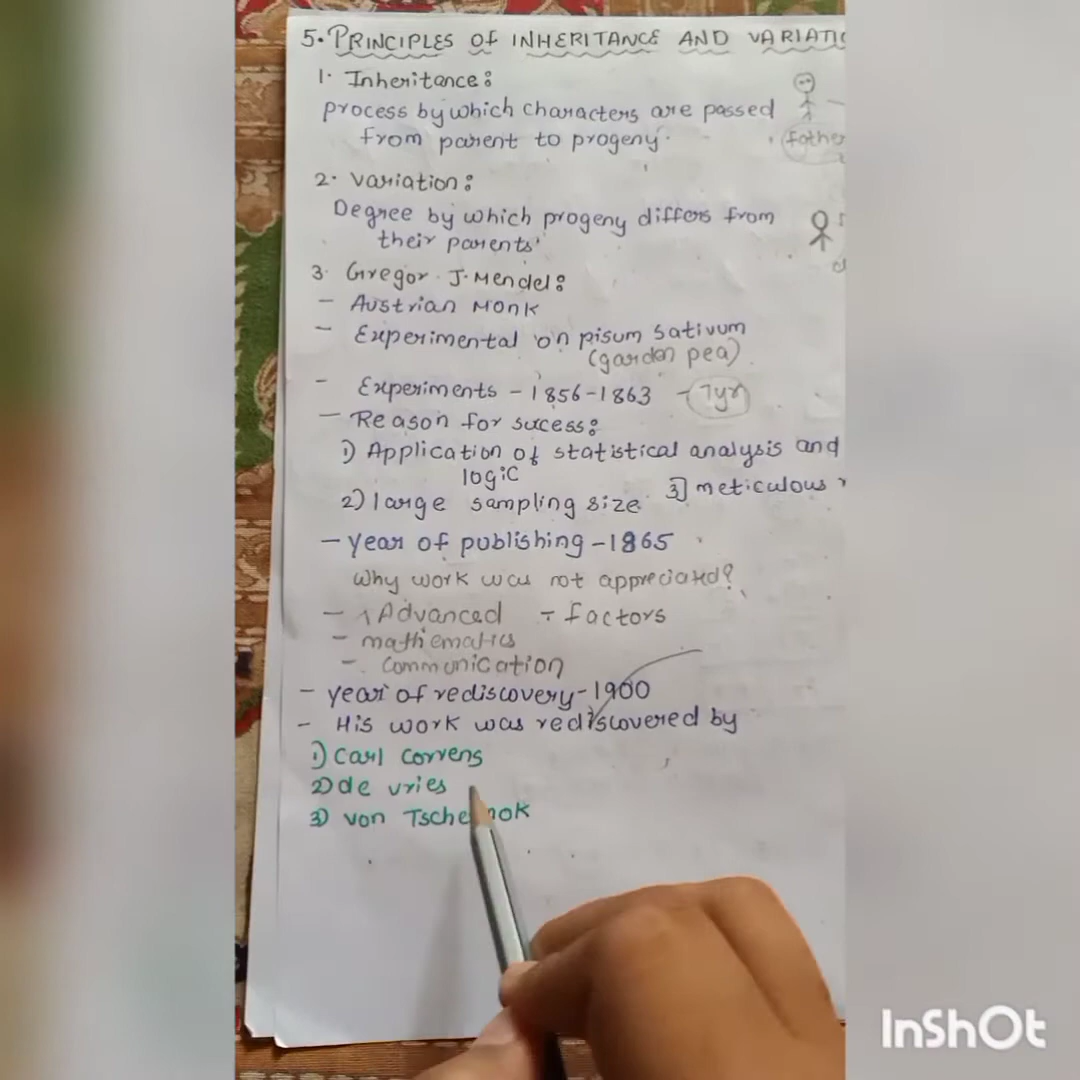 5. PRINCIPLES OF INHERITANCE AND VARIATIO
1. Inheritance:
process by which characters are passed
from parent to progeny.
father
2. Variation:
Degree by which progeny differs from
their parents
3. Gregor J. Mendel:
- Austrian Monk
- Experimental on pisum sativum
(garden pea)
- Experiments - 1856-1863 - 7yr
- Reason for sucess:
1) Application of statistical analysis and
logic
2) large sampling size 3] meticulous
- year of publishing - 1865
Why work was not appreciated?
- Advanced - factors
- mathematics
- communication
- year of rediscovery - 1900
- His work was rediscovered by
1) Carl Correns
2) de vries
3) von
InShOt